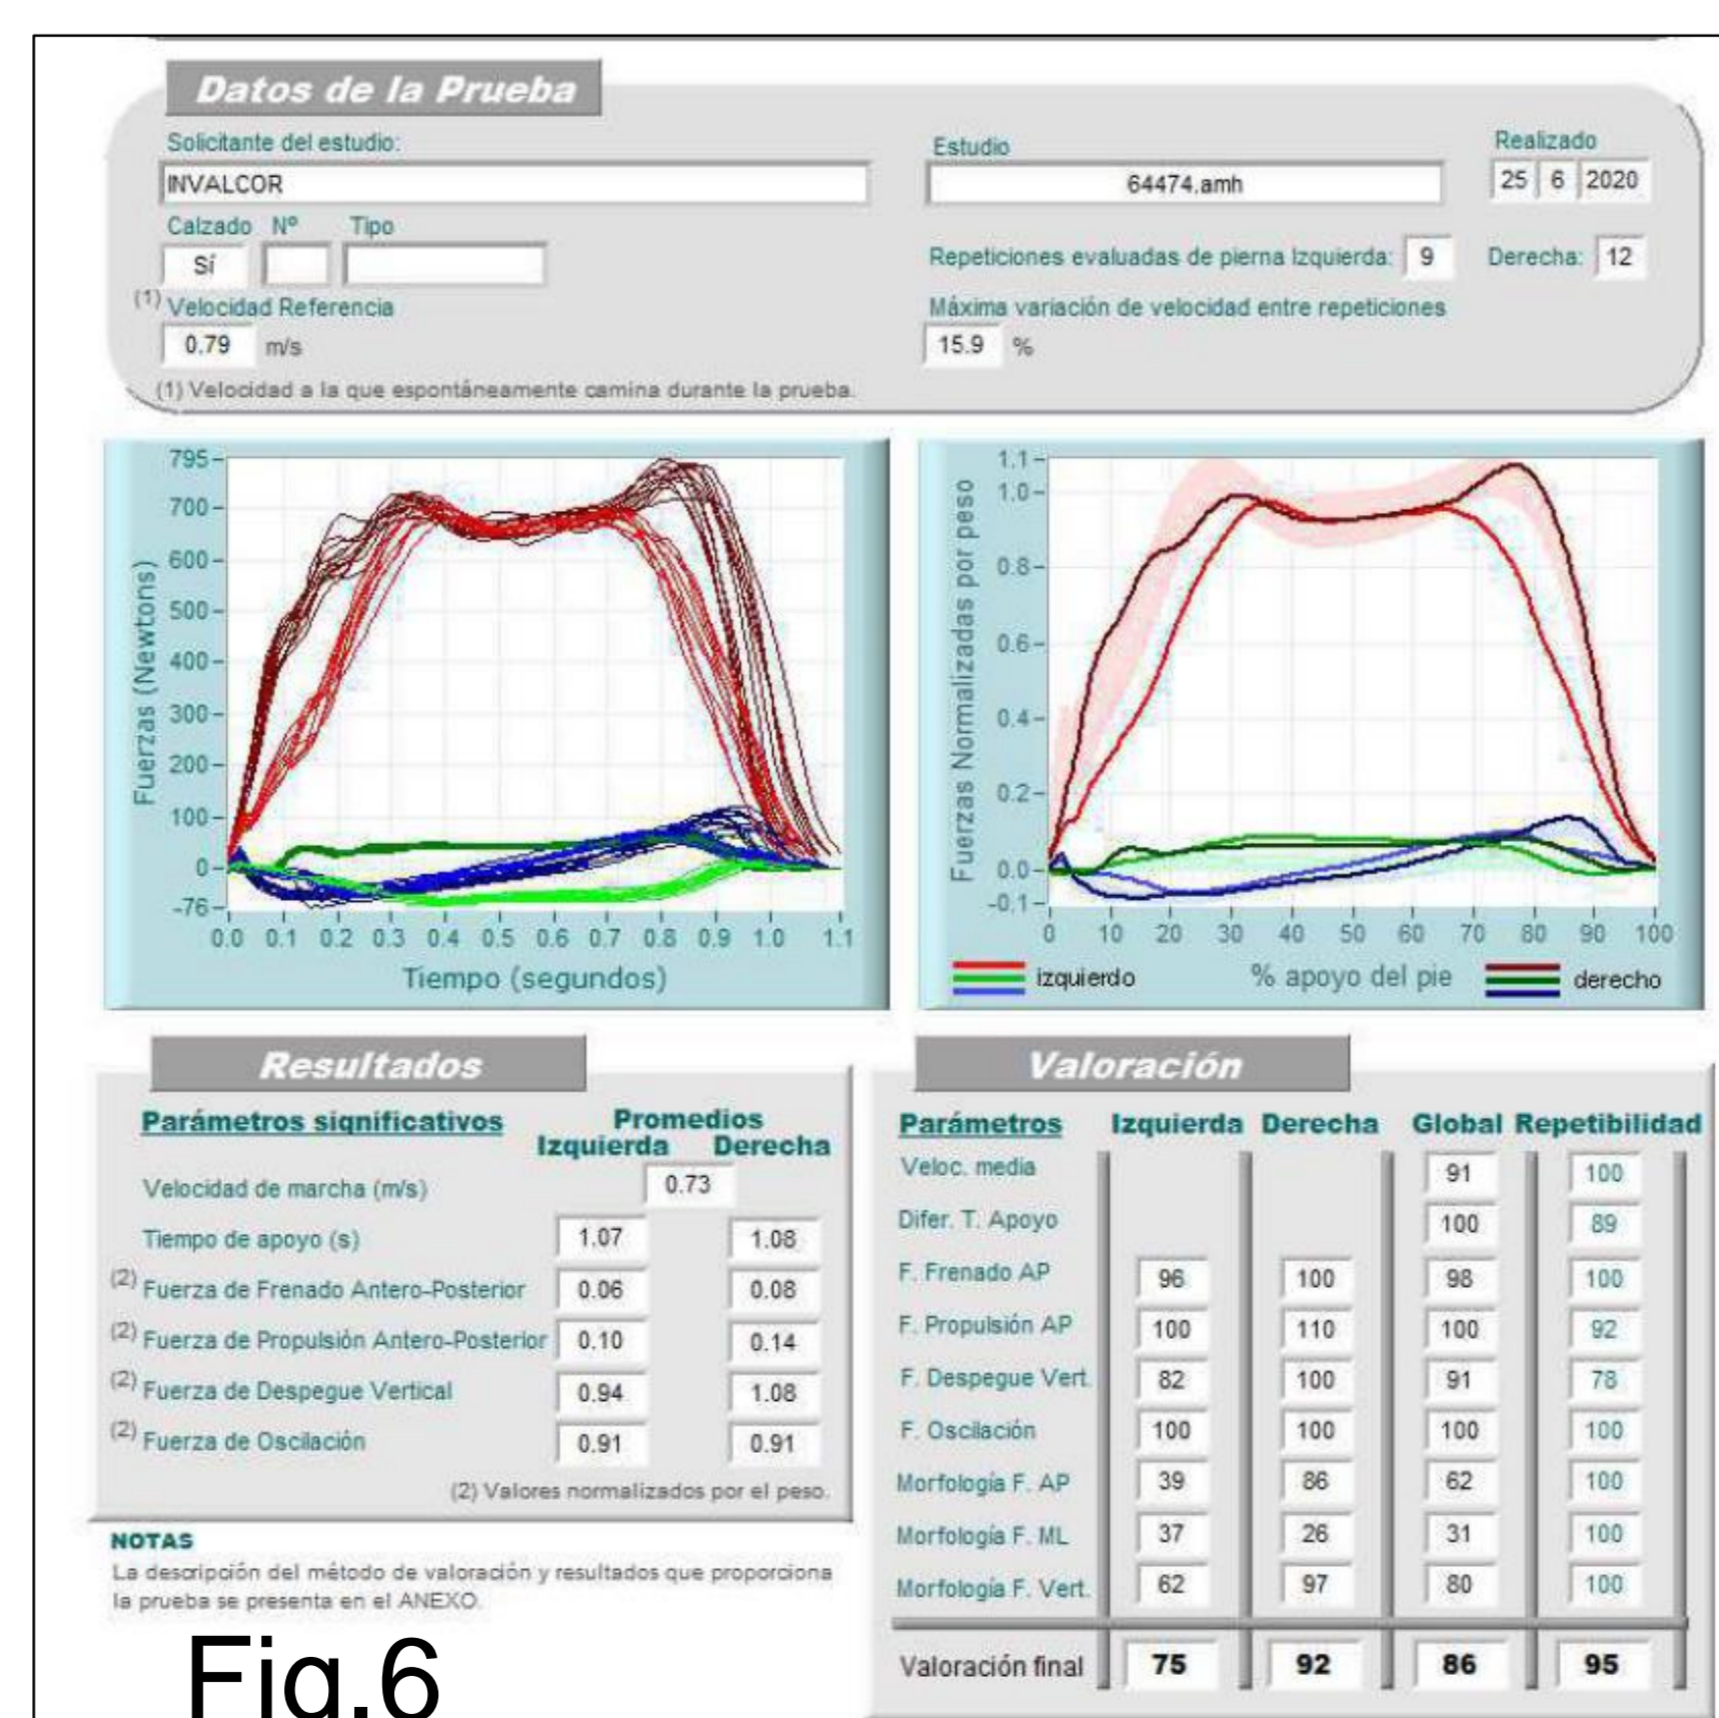 Datos de la Prueba
Solicitante del estudio:
INVALCOR
Estudio
64474.amh
Realizado
25 6 2020
Calzado Nº Tipo
Sí
Repeticiones evaluadas de pierna Izquierda: 9 Derecha: 12
(1) Velocidad Referencia
0.79 m/s
Máxima variación de velocidad entre repeticiones
15.9 %
(1) Velocidad a la que espontáneamente camina durante la prueba.
Fuerzas (Newtons)
795
700
600
500
400
300
200
100
0
-76
0.0 0.1 0.2 0.3 0.4 0.5 0.6 0.7 0.8 0.9 1.0 1.1
Tiempo (segundos)
Fuerzas Normalizadas por peso
1.1
1.0
0.8
0.6
0.4
0.2
0.0
-0.1
0 10 20 30 40 50 60 70 80 90 100
izquierdo % apoyo del pie derecho
Resultados
Parámetros significativos Promedios
Izquierda Derecha
Velocidad de marcha (m/s) 0.73
Tiempo de apoyo (s) 1.07 1.08
(2) Fuerza de Frenado Antero-Posterior 0.06 0.08
(2) Fuerza de Propulsión Antero-Posterior 0.10 0.14
(2) Fuerza de Despegue Vertical 0.94 1.08
(2) Fuerza de Oscilación 0.91 0.91
(2) Valores normalizados por el peso.
NOTAS
La descripción del método de valoración y resultados que proporciona
la prueba se presenta en el ANEXO.
Fig.6
Valoración
Parámetros Izquierda Derecha Global Repetibilidad
Veloc. media 91 100
Difer. T. Apoyo 100 89
F. Frenado AP 96 100 98 100
F. Propulsión AP 100 110 100 92
F. Despegue Vert. 82 100 91 78
F. Oscilación 100 100 100 100
Morfología F. AP 39 86 62 100
Morfología F. ML 37 26 31 100
Morfología F. Vert. 62 97 80 100
Valoración final 75 92 86 95